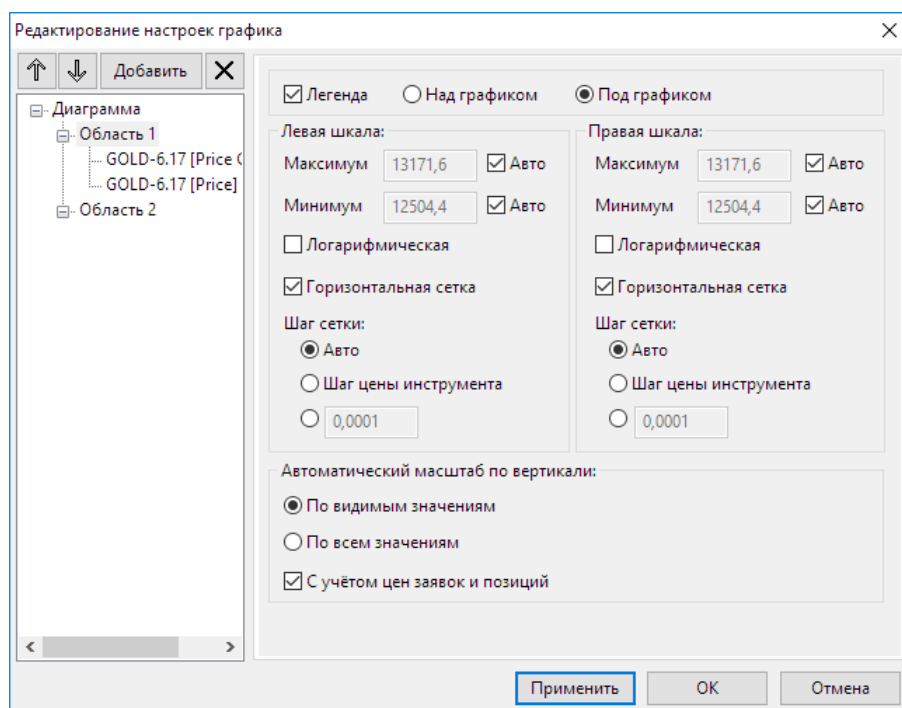 Редактирование настроек графика
Добавить
Диаграмма
Область 1
GOLD-6.17 [Price (
GOLD-6.17 [Price]
Область 2
Легенда Над графиком Под графиком
Левая шкала:
Максимум 13171,6 Авто
Минимум 12504,4 Авто
Логарифмическая
Горизонтальная сетка
Шаг сетки:
Авто
Шаг цены инструмента
0,0001
Правая шкала:
Максимум 13171,6 Авто
Минимум 12504,4 Авто
Логарифмическая
Горизонтальная сетка
Шаг сетки:
Авто
Шаг цены инструмента
0,0001
Автоматический масштаб по вертикали:
По видимым значениям
По всем значениям
С учётом цен заявок и позиций
Применить ОК Отмена